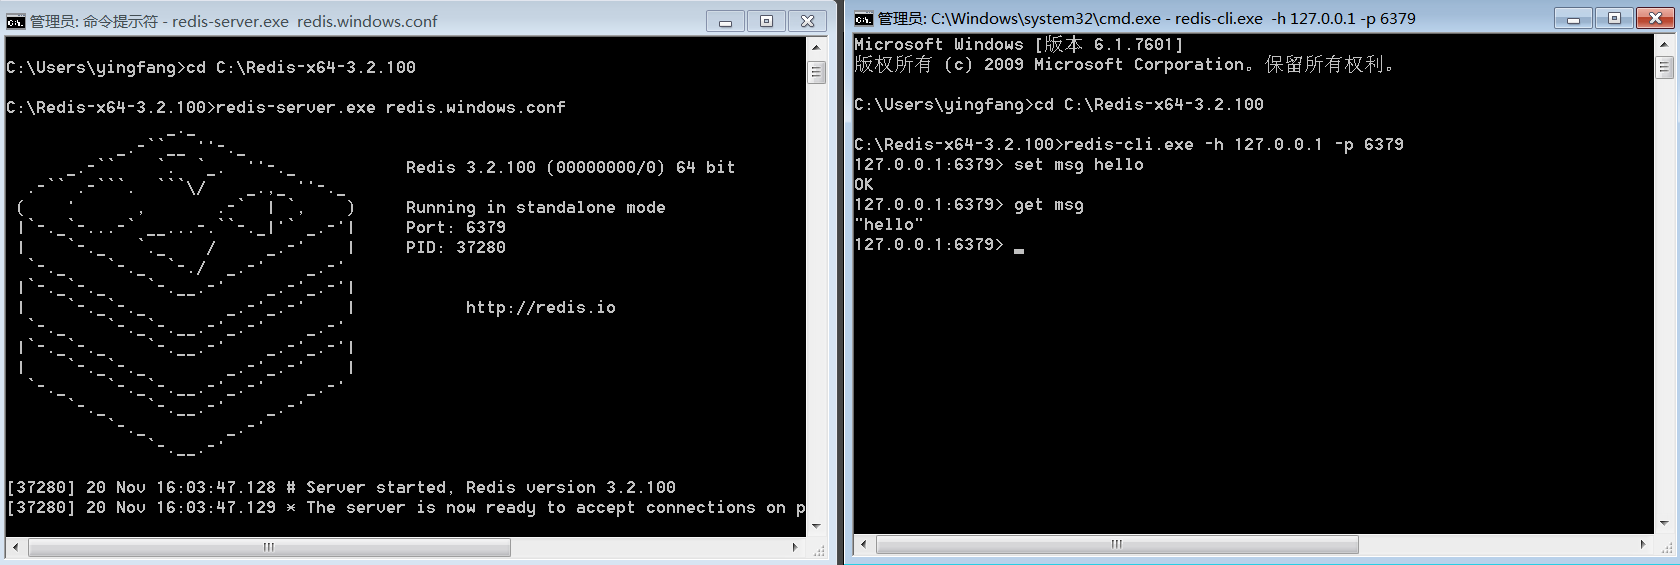 管理员: 命令提示符 - redis-server.exe  redis.windows.conf
C:\Users\yingfang>cd C:\Redis-x64-3.2.100
C:\Redis-x64-3.2.100>redis-server.exe redis.windows.conf
Redis 3.2.100 (00000000/0) 64 bit
Running in standalone mode
Port: 6379
PID: 37280
http://redis.io
[37280] 20 Nov 16:03:47.128 # Server started, Redis version 3.2.100
[37280] 20 Nov 16:03:47.129 * The server is now ready to accept connections on p
管理员: C:\Windows\system32\cmd.exe - redis-cli.exe  -h 127.0.0.1 -p 6379
Microsoft Windows [版本 6.1.7601]
版权所有 (c) 2009 Microsoft Corporation。保留所有权利。
C:\Users\yingfang>cd C:\Redis-x64-3.2.100
C:\Redis-x64-3.2.100>redis-cli.exe -h 127.0.0.1 -p 6379
127.0.0.1:6379> set msg hello
OK
127.0.0.1:6379> get msg
"hello"
127.0.0.1:6379>